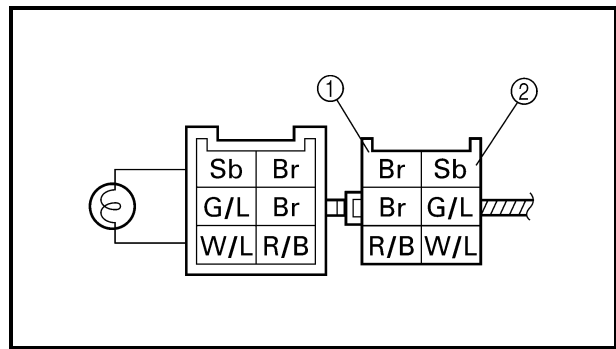 ① ②
Sb Br Br Sb
G/L Br Br G/L
W/L R/B R/B W/L